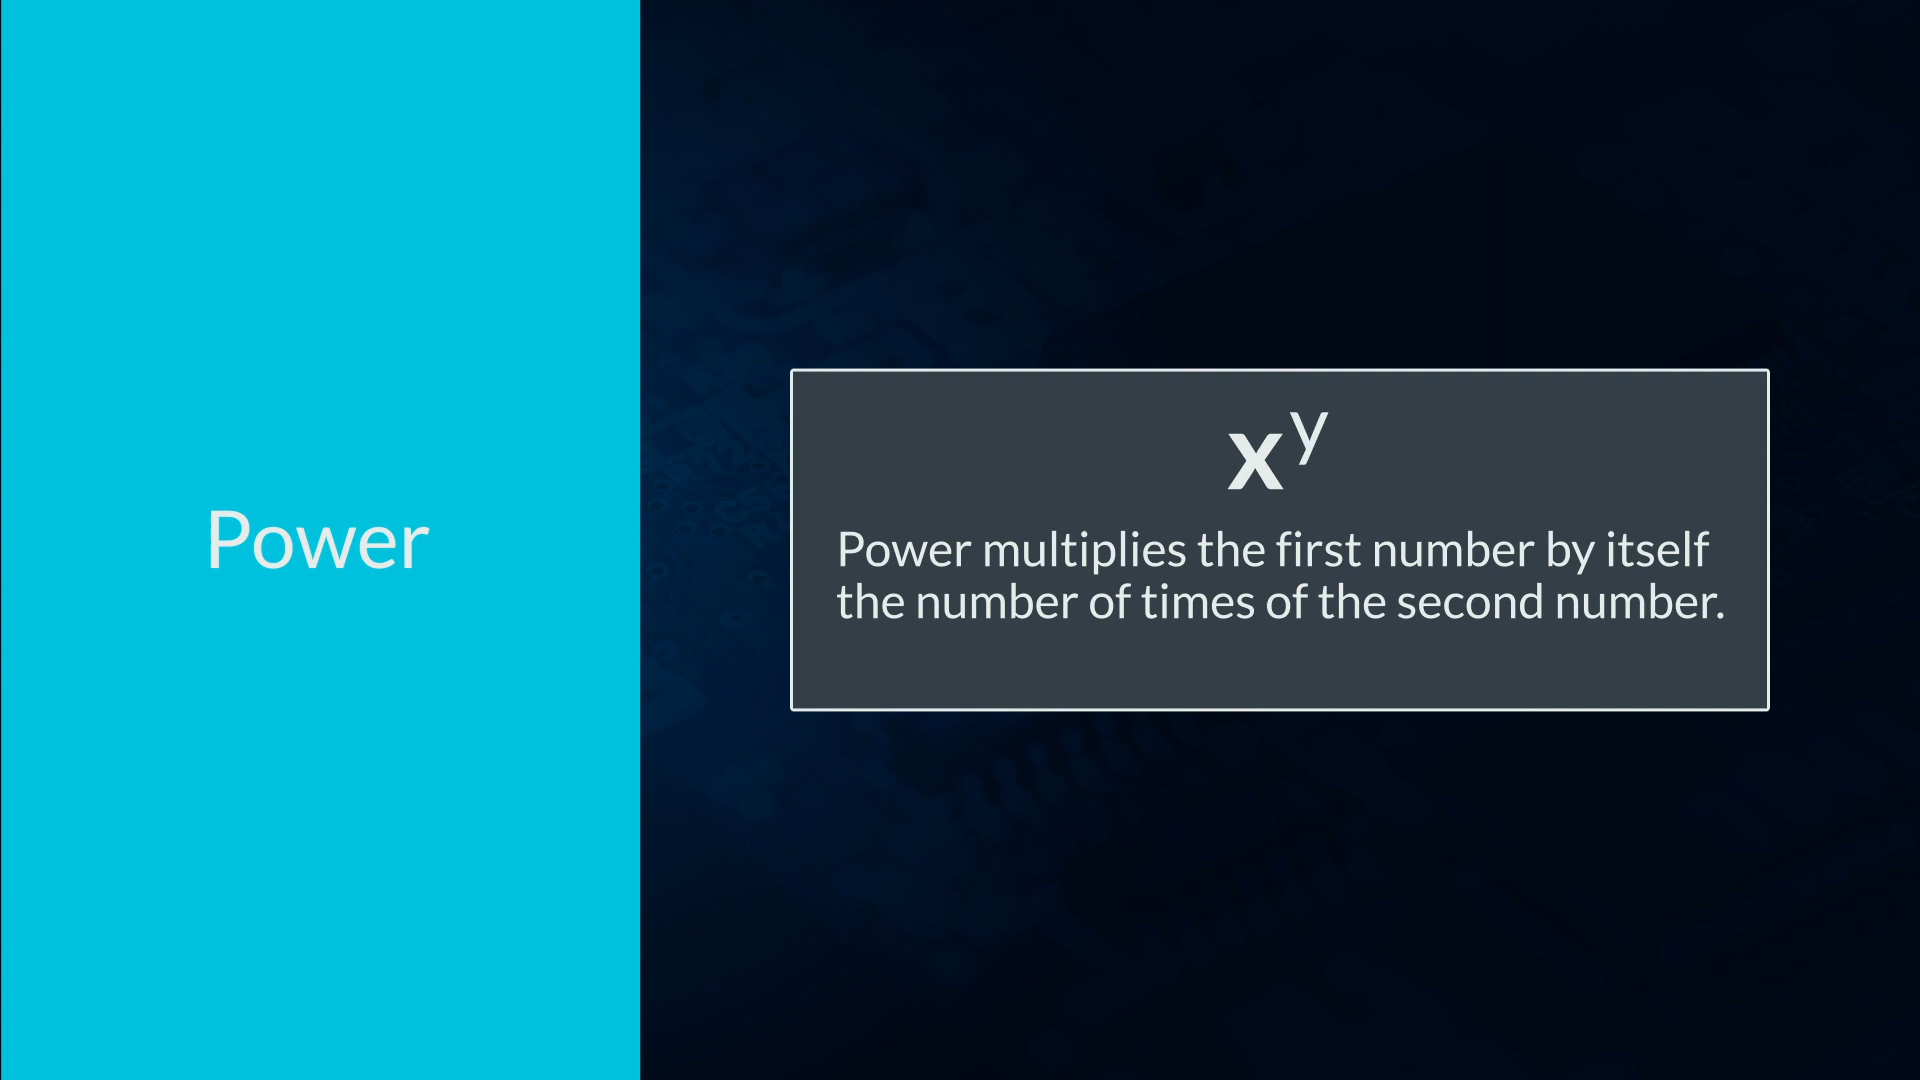 Power
xʸ
Power multiplies the first number by itself
the number of times of the second number.